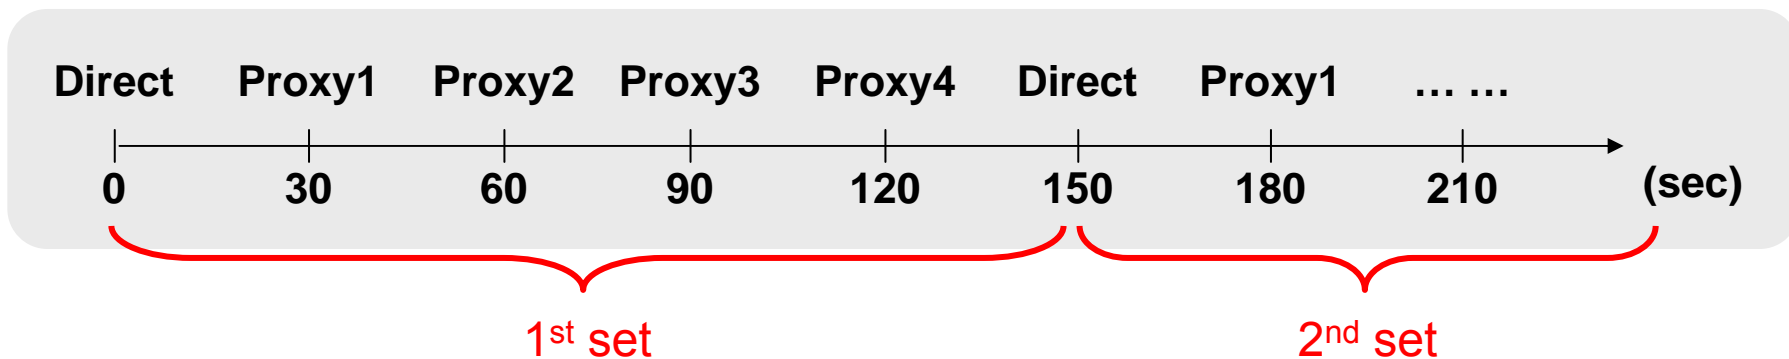 Direct Proxy1 Proxy2 Proxy3 Proxy4 Direct Proxy1 … …
0 30 60 90 120 150 180 210 (sec)
1st set 2nd set